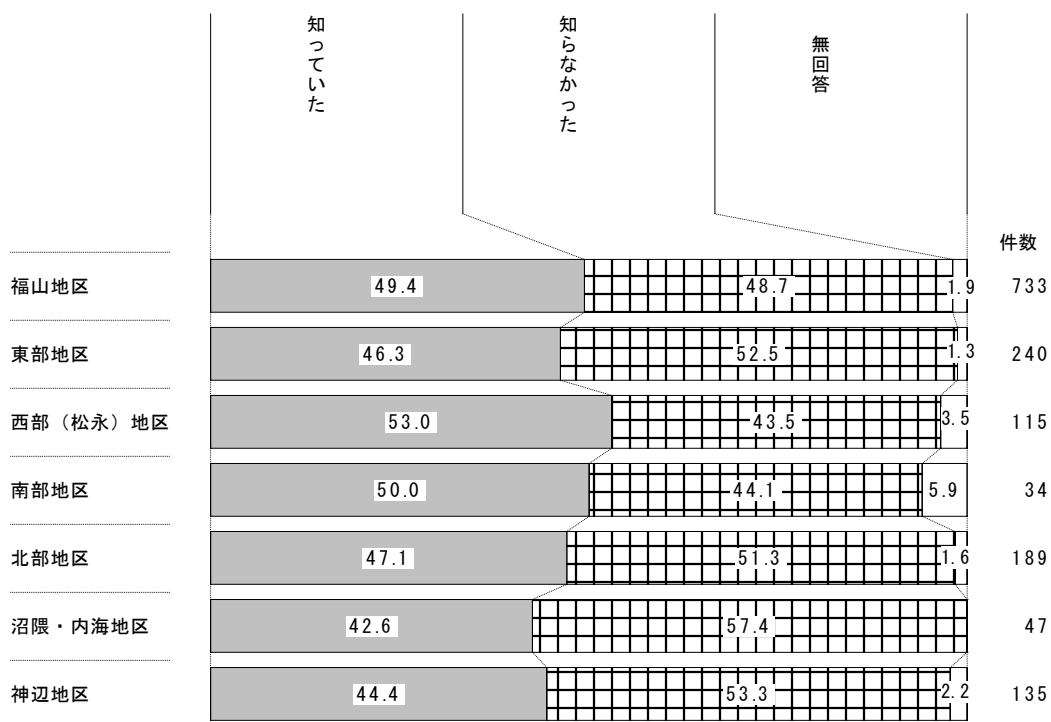 知っていた
知らなかった
無回答
件数
福山地区 49.4 48.7 1.9 733
東部地区 46.3 52.5 1.3 240
西部（松永）地区 53.0 43.5 3.5 115
南部地区 50.0 44.1 5.9 34
北部地区 47.1 51.3 1.6 189
沼隈・内海地区 42.6 57.4 47
神辺地区 44.4 53.3 2.2 135